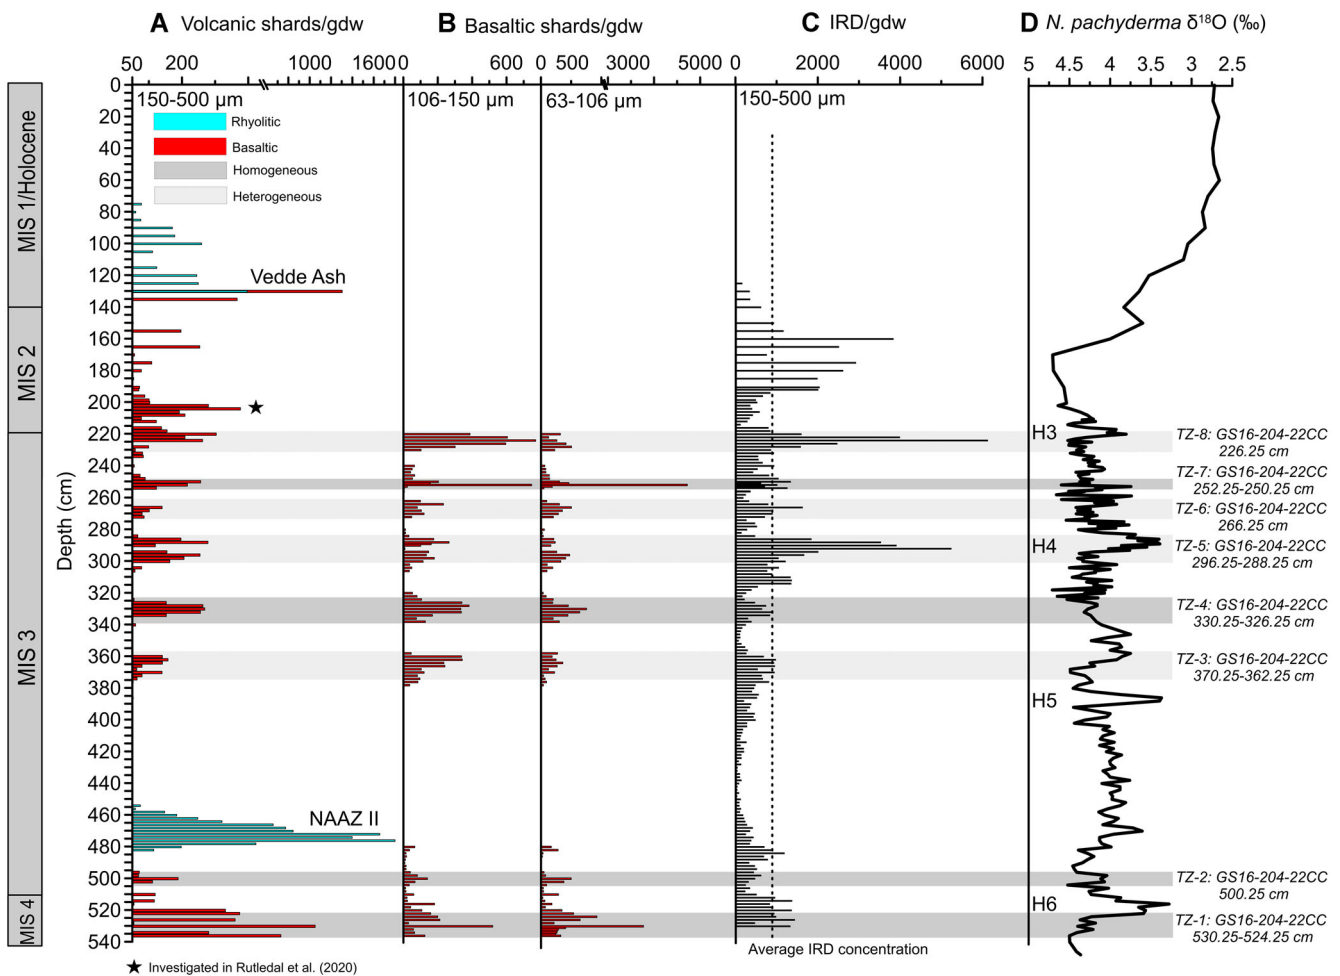 A Volcanic shards/gdw
B Basaltic shards/gdw
C IRD/gdw
D N. pachyderma δ¹⁸O (‰)
50 200 1000 16000
0 600
0 500 3000 5000
0 2000 4000 6000
5 4.5 4 3.5 3 2.5
150-500 µm
106-150 µm
63-106 µm
150-500 µm
Rhyolitic
Basaltic
Homogeneous
Heterogeneous
MIS 1/Holocene
MIS 2
MIS 3
MIS 4
Depth (cm)
0
20
40
60
80
100
120
140
160
180
200
220
240
260
280
300
320
340
360
380
400
420
440
460
480
500
520
540
Vedde Ash
NAAZ II
H3
H4
H5
H6
TZ-8: GS16-204-22CC
226.25 cm
TZ-7: GS16-204-22CC
252.25-250.25 cm
TZ-6: GS16-204-22CC
266.25 cm
TZ-5: GS16-204-22CC
296.25-288.25 cm
TZ-4: GS16-204-22CC
330.25-326.25 cm
TZ-3: GS16-204-22CC
370.25-362.25 cm
TZ-2: GS16-204-22CC
500.25 cm
TZ-1: GS16-204-22CC
530.25-524.25 cm
Average IRD concentration
★ Investigated in Rutledal et al. (2020)